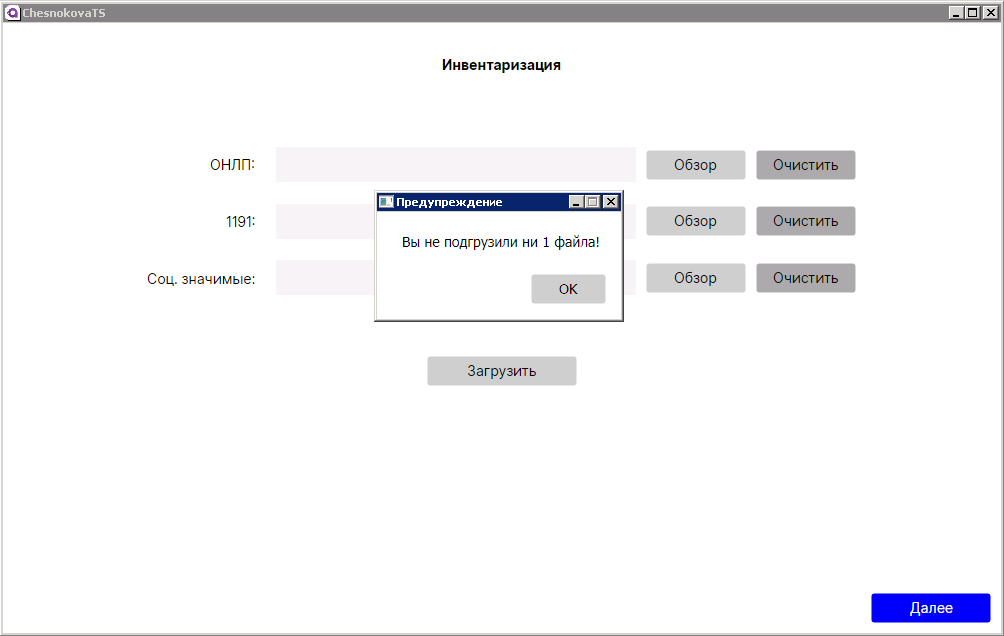 ChesnokovaTS
Инвентаризация
ОНЛП:
Обзор
Очистить
Предупреждение
1191:
Обзор
Очистить
Вы не подгрузили ни 1 файла!
Соц. значимые:
Обзор
Очистить
OK
Загрузить
Далее